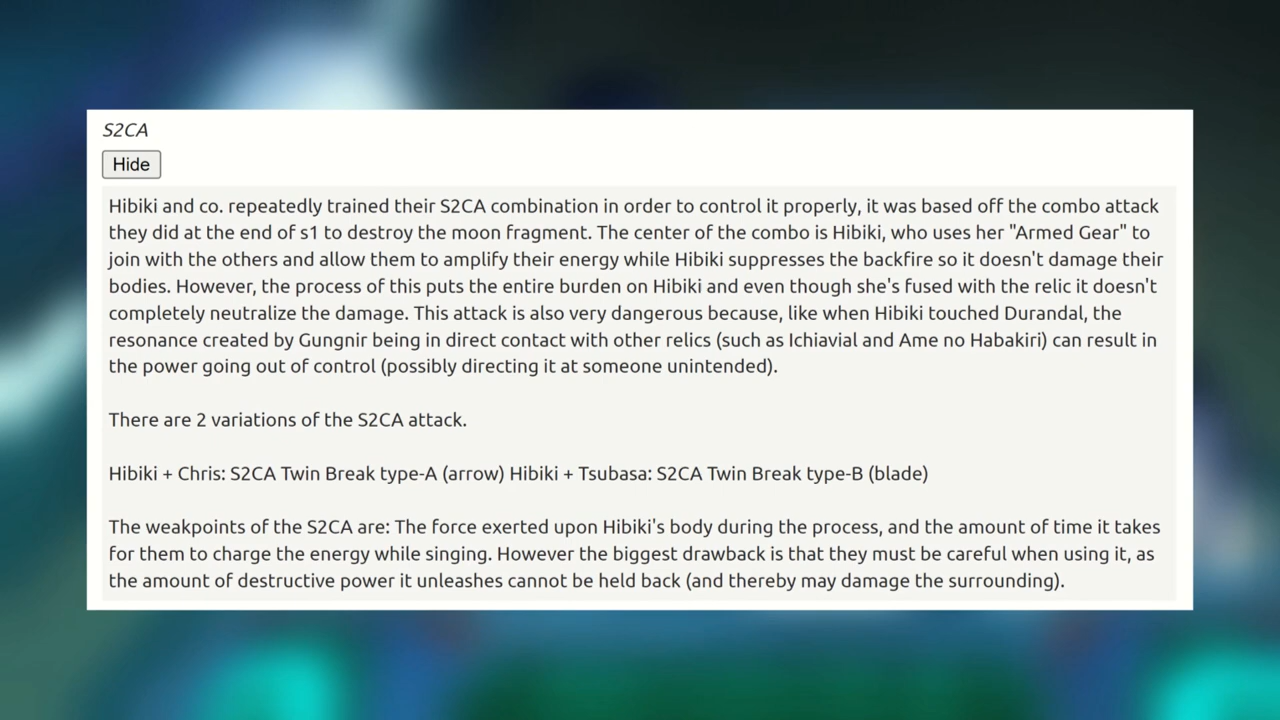 S2CA
Hide
Hibiki and co. repeatedly trained their S2CA combination in order to control it properly, it was based off the combo attack
they did at the end of s1 to destroy the moon fragment. The center of the combo is Hibiki, who uses her "Armed Gear" to
join with the others and allow them to amplify their energy while Hibiki suppresses the backfire so it doesn't damage their
bodies. However, the process of this puts the entire burden on Hibiki and even though she's fused with the relic it doesn't
completely neutralize the damage. This attack is also very dangerous because, like when Hibiki touched Durandal, the
resonance created by Gungnir being in direct contact with other relics (such as Ichiavial and Ame no Habakiri) can result in
the power going out of control (possibly directing it at someone unintended).
There are 2 variations of the S2CA attack.
Hibiki + Chris: S2CA Twin Break type-A (arrow) Hibiki + Tsubasa: S2CA Twin Break type-B (blade)
The weakpoints of the S2CA are: The force exerted upon Hibiki's body during the process, and the amount of time it takes
for them to charge the energy while singing. However the biggest drawback is that they must be careful when using it, as
the amount of destructive power it unleashes cannot be held back (and thereby may damage the surrounding).